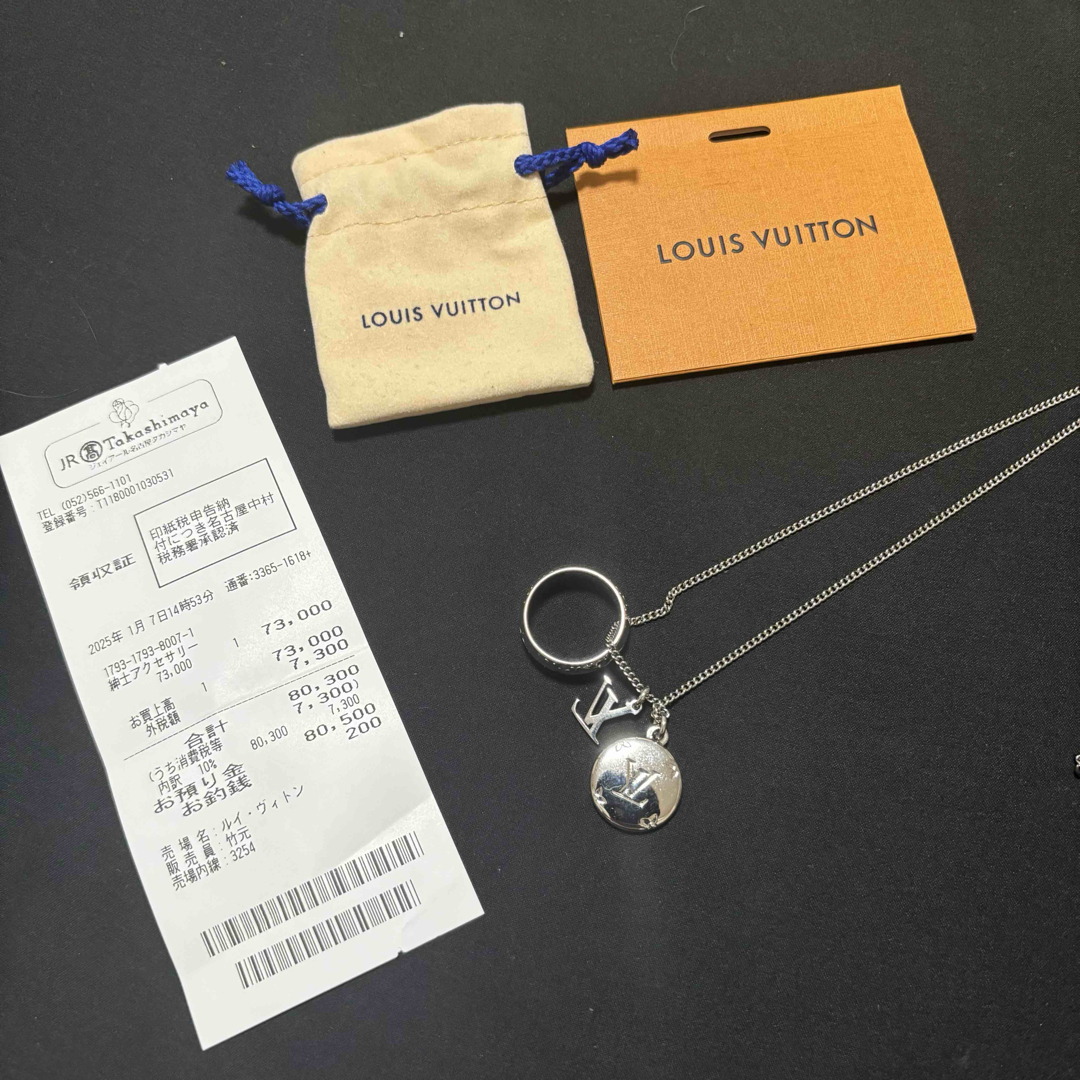 LOUIS VUITTON
LOUIS VUITTON
JR 髙 Takashimaya
ジェイアール名古屋タカシマヤ
TEL (052)566-1101
登録番号:T1180001030531
領収証
印紙税申告納
付につき名古屋中村
税務署承認済
2025年 1月 7日14時53分 通番:3365-1618+
1793-1793-8007-1 1 73,000
紳士アクセサリー
73,000
お買上高 1 73,000
外税額 7,300
合計 80,300
(うち消費税等 7,300)
内訳 10% 80,300 7,300
お預り金 80,500
お釣銭 200
売場名:ルイ・ヴィトン
販売員:竹元
売場内線:3254
LV
LV